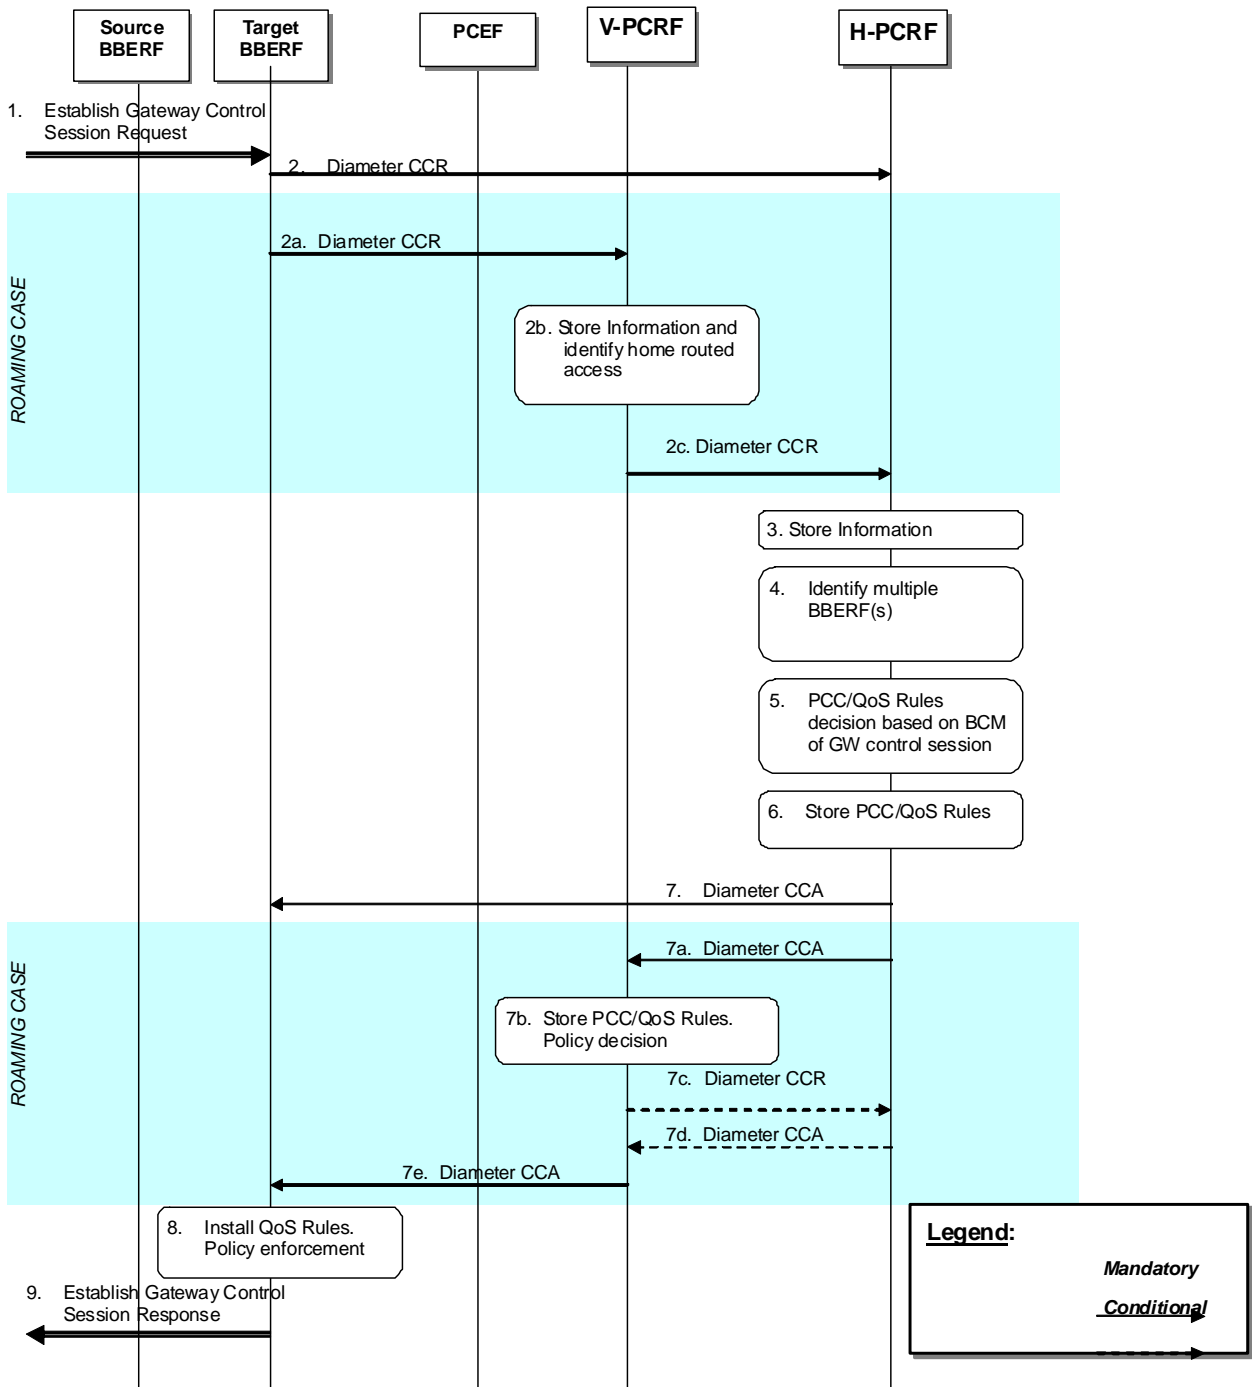 Source
BBERF
Target
BBERF
PCEF
V-PCRF
H-PCRF
1. Establish Gateway Control
Session Request
2. Diameter CCR
ROAMING CASE
2a. Diameter CCR
2b. Store Information and
identify home routed
access
2c. Diameter CCR
3. Store Information
4. Identify multiple
BBERF(s)
5. PCC/QoS Rules
decision based on BCM
of GW control session
6. Store PCC/QoS Rules
7. Diameter CCA
ROAMING CASE
7a. Diameter CCA
7b. Store PCC/QoS Rules.
Policy decision
7c. Diameter CCR
7d. Diameter CCA
7e. Diameter CCA
8. Install QoS Rules.
Policy enforcement
9. Establish Gateway Control
Session Response
Legend:
Mandatory
Conditional